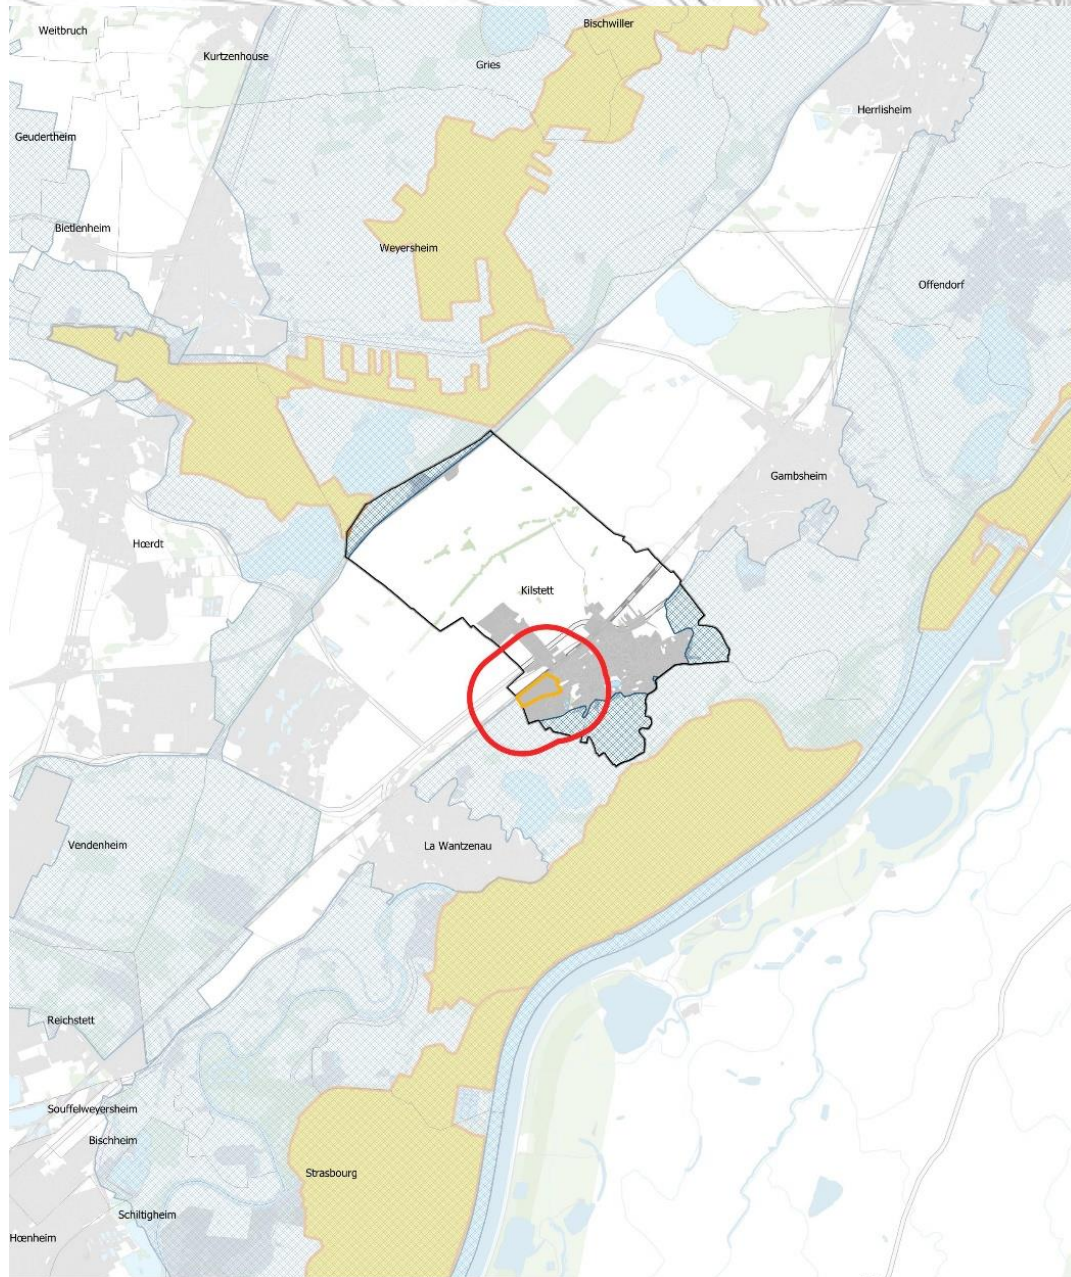 Bischwiller
Weitbruch
Kurtzenhouse
Gries
Herrlisheim
Geudertheim
Bietlenheim
Weyersheim
Offendorf
Gambsheim
Hœrdt
Kilstett
Vendenheim
La Wantzenau
Reichstett
Souffelweyersheim
Bischheim
Strasbourg
Schiltigheim
Hœnheim